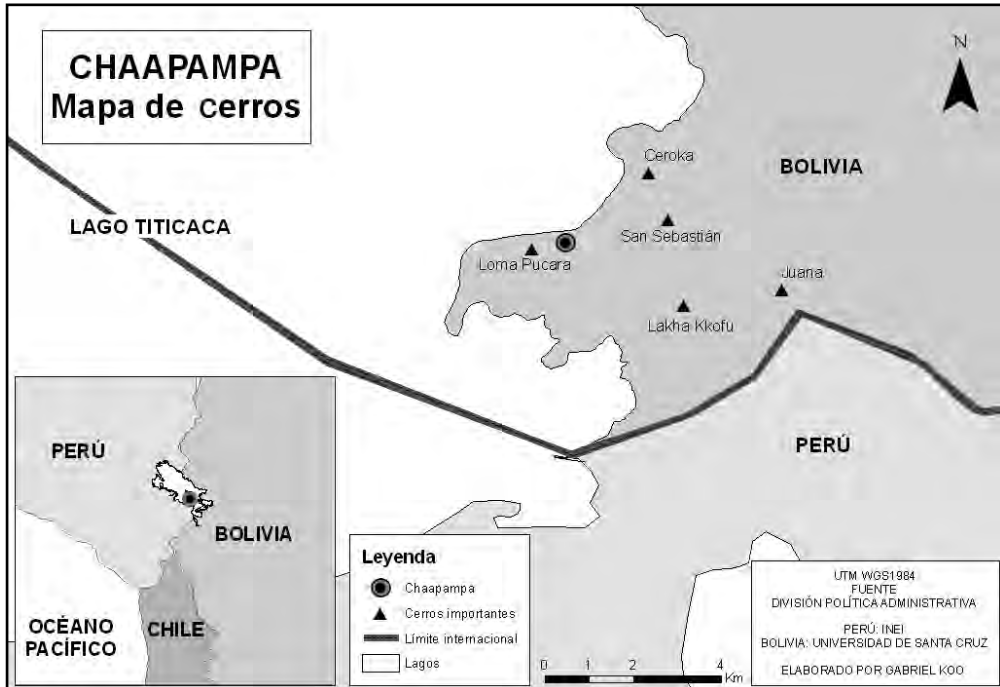 CHAAPAMPA
Mapa de cerros
N
Ceroka
BOLIVIA
LAGO TITICACA
San Sebastián
Loma Pucara
Juana
Lakha Kkofu
PERÚ
PERÚ
BOLIVIA
OCÉANO
PACÍFICO
CHILE
Leyenda
Chaapampa
Cerros importantes
Límite internacional
Lagos
0 1 2 4
Km
UTM WGS1984
FUENTE
DIVISIÓN POLÍTICA ADMINISTRATIVA
PERÚ: INEI
BOLIVIA: UNIVERSIDAD DE SANTA CRUZ
ELABORADO POR GABRIEL KOO